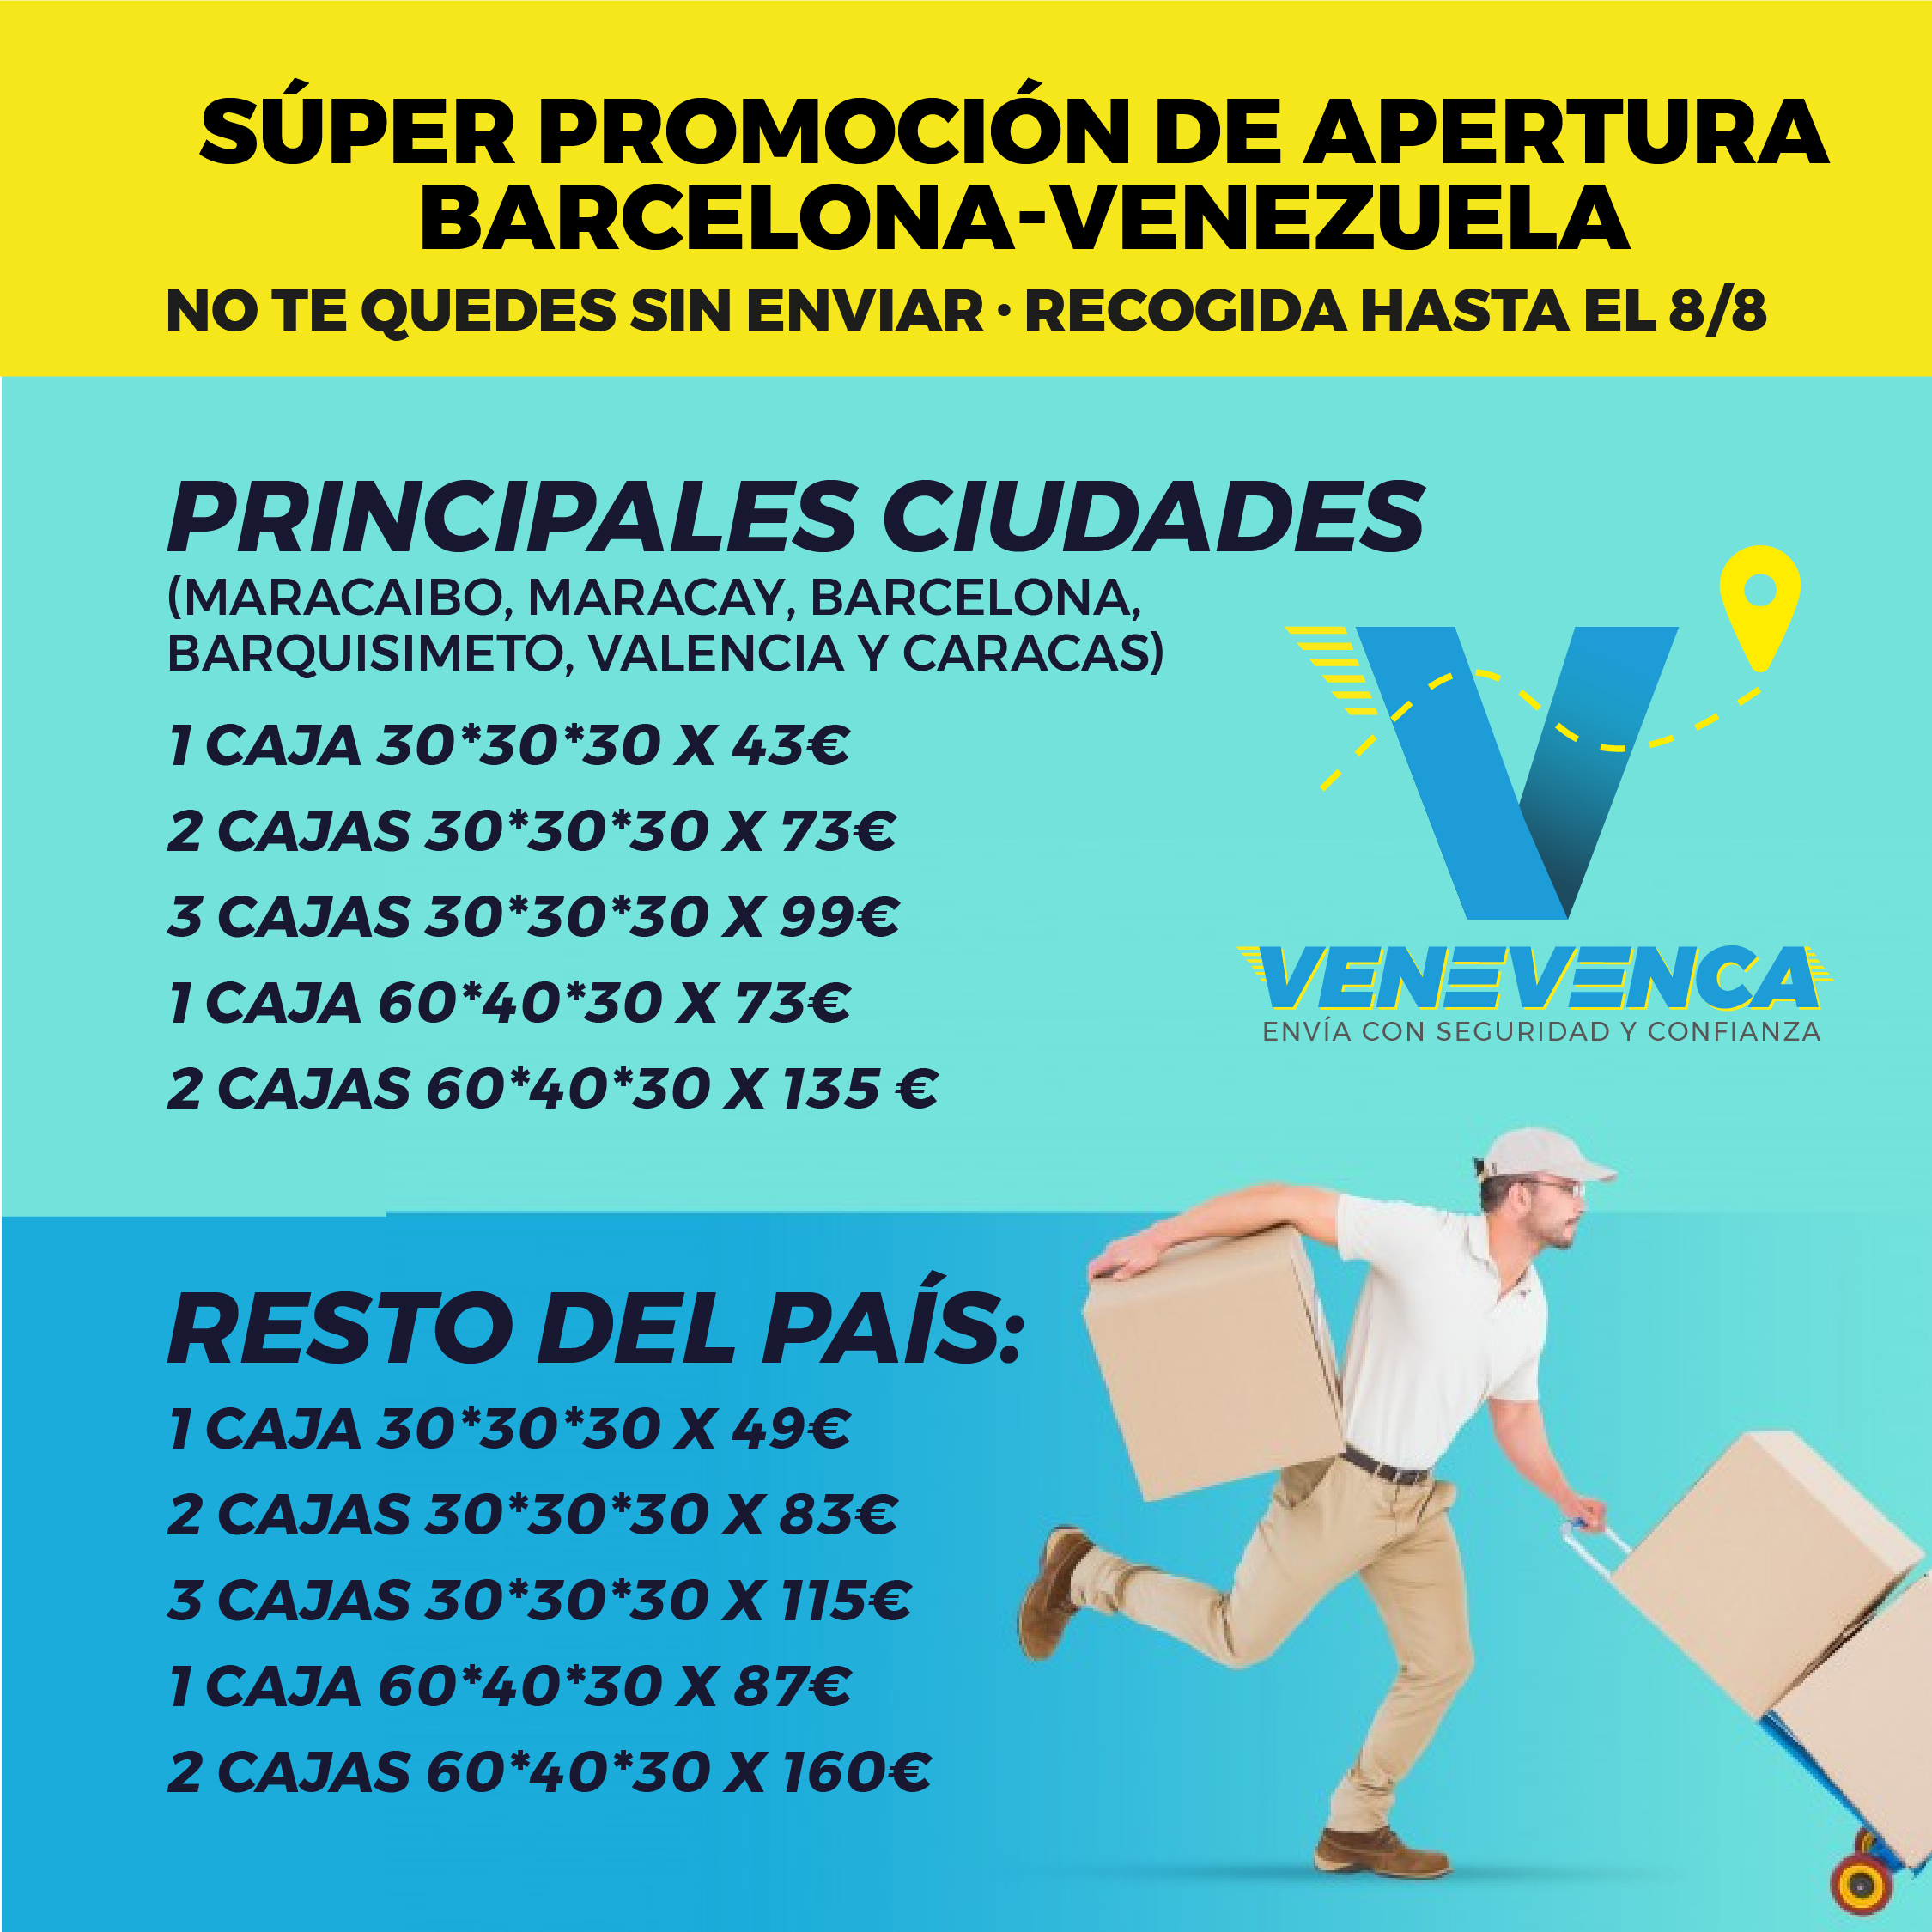 SÚPER PROMOCIÓN DE APERTURA
BARCELONA-VENEZUELA
NO TE QUEDES SIN ENVIAR • RECOGIDA HASTA EL 8/8
PRINCIPALES CIUDADES
(MARACAIBO, MARACAY, BARCELONA,
BARQUISIMETO, VALENCIA Y CARACAS)
1 CAJA 30*30*30 X 43€
2 CAJAS 30*30*30 X 73€
3 CAJAS 30*30*30 X 99€
1 CAJA 60*40*30 X 73€
2 CAJAS 60*40*30 X 135 €
V
VENEVENCA
ENVÍA CON SEGURIDAD Y CONFIANZA
RESTO DEL PAÍS:
1 CAJA 30*30*30 X 49€
2 CAJAS 30*30*30 X 83€
3 CAJAS 30*30*30 X 115€
1 CAJA 60*40*30 X 87€
2 CAJAS 60*40*30 X 160€